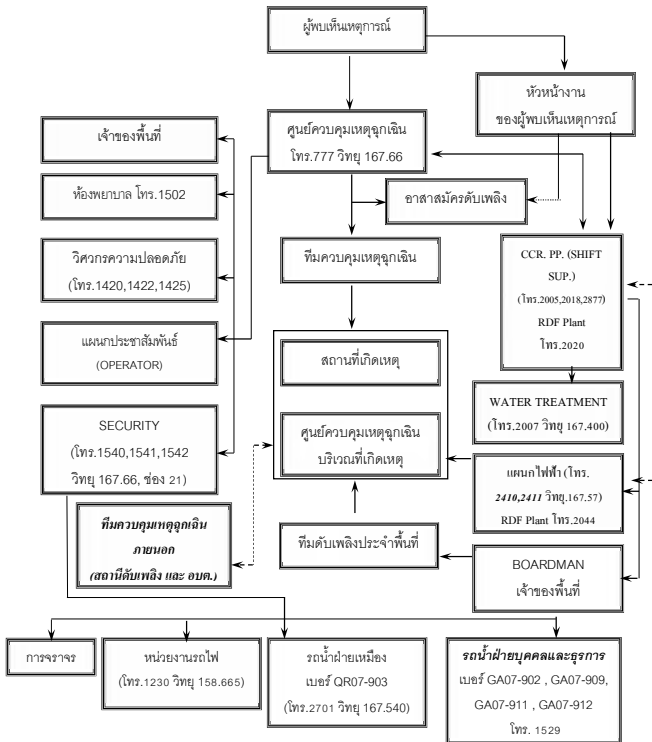 ผู้พบเห็นเหตุการณ์
หัวหน้างาน
ของผู้พบเห็นเหตุการณ์
ศูนย์ควบคุมเหตุฉุกเฉิน
โทร.777 วิทยุ 167.66
เจ้าของพื้นที่
ห้องพยาบาล โทร.1502
อาสาสมัครดับเพลิง
วิศวกรความปลอดภัย
(โทร.1420,1422,1425)
ทีมควบคุมเหตุฉุกเฉิน
CCR. PP. (SHIFT
SUP.)
(โทร.2005,2018,2877)
RDF Plant
โทร.2020
แผนกประชาสัมพันธ์
(OPERATOR)
สถานที่เกิดเหตุ
WATER TREATMENT
(โทร.2007 วิทยุ 167.400)
SECURITY
(โทร.1540,1541,1542
วิทยุ 167.66, ช่อง 21)
ศูนย์ควบคุมเหตุฉุกเฉิน
บริเวณที่เกิดเหตุ
แผนกไฟฟ้า (โทร.
2410,2411 วิทยุ.167.57)
RDF Plant โทร.2044
ทีมควบคุมเหตุฉุกเฉิน
ภายนอก
(สถานีดับเพลิง และ อบต.)
ทีมดับเพลิงประจำพื้นที่
BOARDMAN
เจ้าของพื้นที่
การจราจร
หน่วยงานรถไฟ
(โทร.1230 วิทยุ 158.665)
รถน้ำฝ่ายเหมือง
เบอร์ QR07-903
(โทร.2701 วิทยุ 167.540)
รถน้ำฝ่ายบุคคลและธุรการ
เบอร์ GA07-902 , GA07-909,
GA07-911 , GA07-912
โทร. 1529